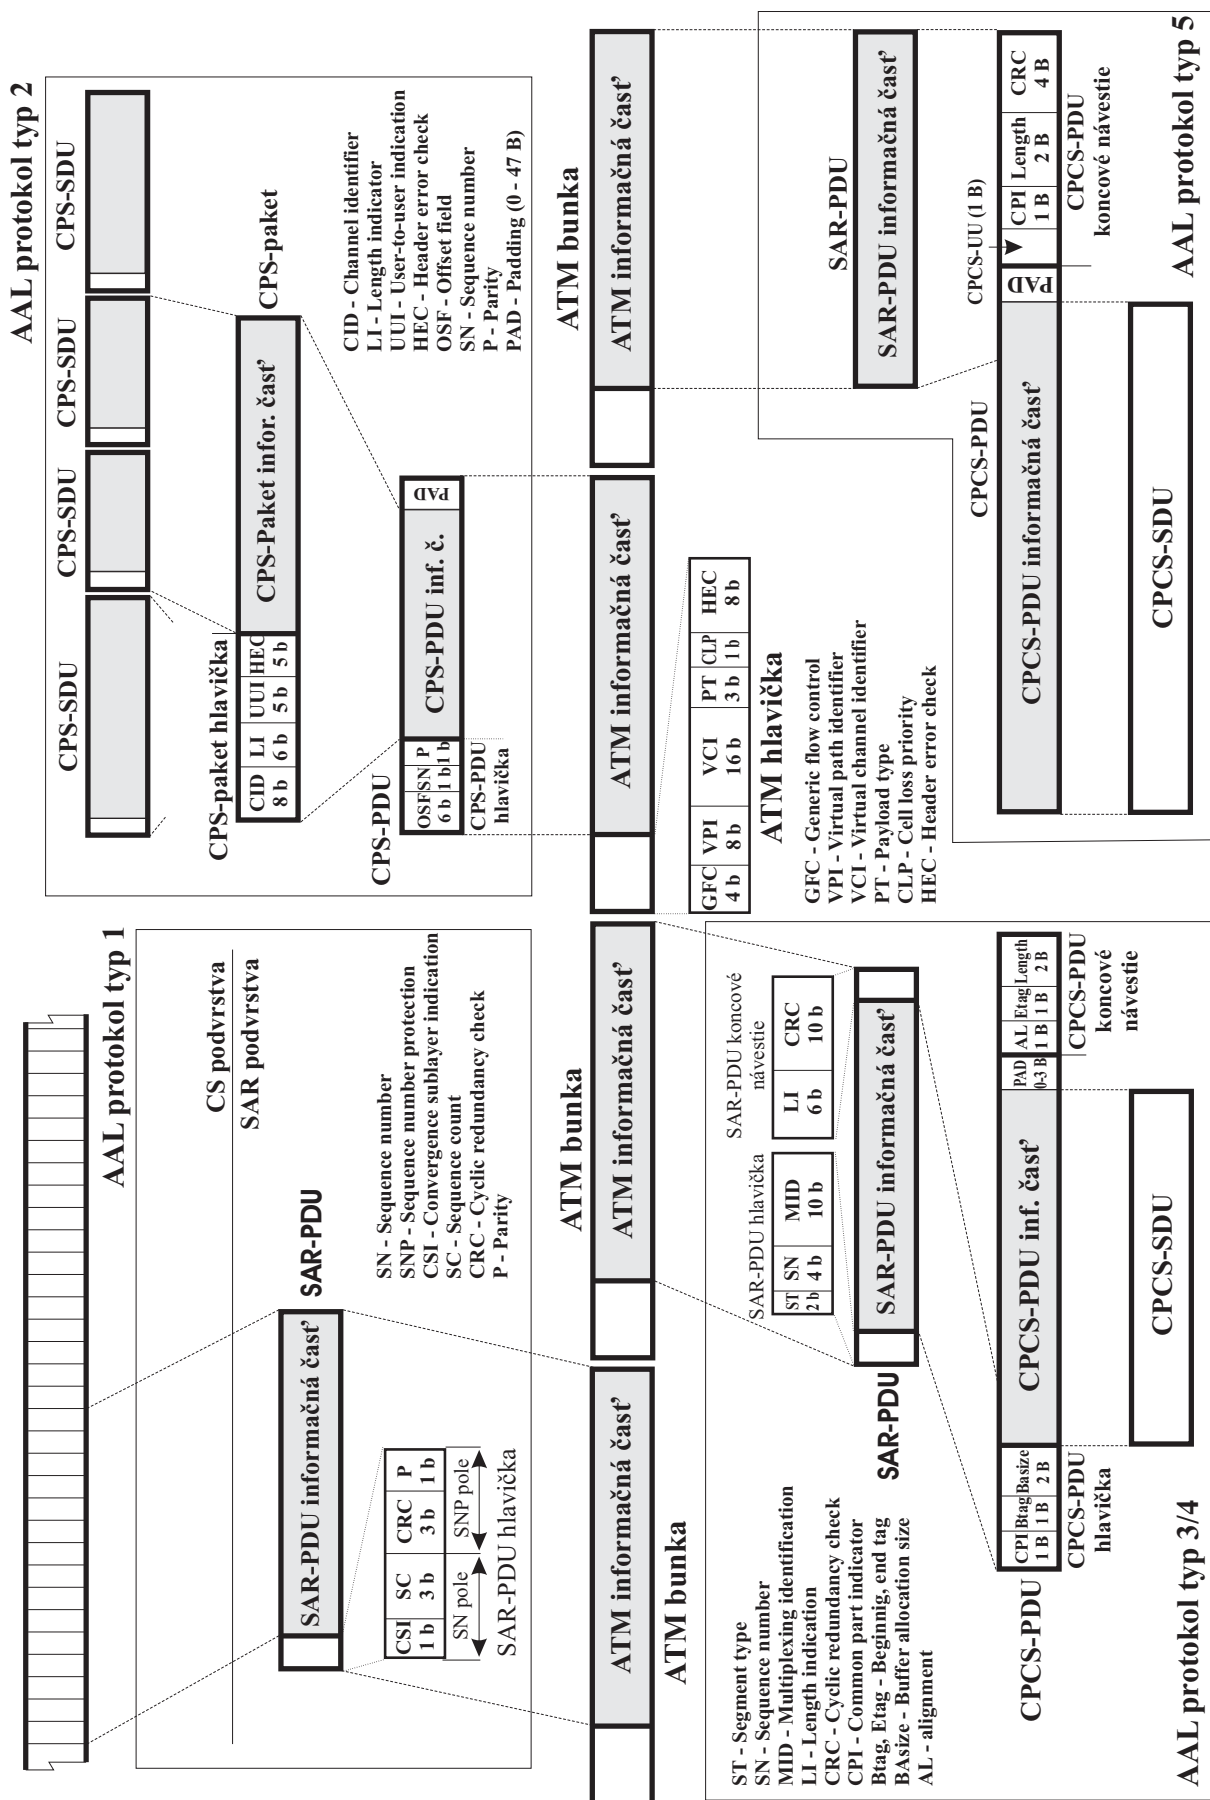 AAL protokol typ 1
CS podvrstva
SAR podvrstva
SAR-PDU
SAR-PDU informačná časť
CSI SC CRC P
1 b 3 b 3 b 1 b
SN pole SNP pole
SAR-PDU hlavička
SN - Sequence number
SNP - Sequence number protection
CSI - Convergence sublayer indication
SC - Sequence count
CRC - Cyclic redundancy check
P - Parity
AAL protokol typ 2
CPS-SDU CPS-SDU CPS-SDU CPS-SDU
CPS-paket hlavička
CPS-paket
CID LI UUI HEC
8 b 6 b 5 b 5 b
CPS-Paket infor. časť
CPS-PDU
OSF SN P
6 b 1 b 1 b
CPS-PDU inf. č.
PAD
CPS-PDU
hlavička
CID - Channel identifier
LI - Length indicator
UUI - User-to-user indication
HEC - Header error check
OSF - Offset field
SN - Sequence number
P - Parity
PAD - Padding (0 - 47 B)
ATM bunka
ATM bunka
ATM bunka
ATM informačná časť
ATM informačná časť
ATM informačná časť
ATM informačná časť
GFC VPI VCI PT CLP HEC
4 b 8 b 16 b 3 b 1 b 8 b
ATM hlavička
GFC - Generic flow control
VPI - Virtual path identifier
VCI - Virtual channel identifier
PT - Payload type
CLP - Cell loss priority
HEC - Header error check
ST - Segment type
SN - Sequence number
MID - Multiplexing identification
LI - Length indication
CRC - Cyclic redundancy check
CPI - Common part indicator
Btag, Etag - Beginnig, end tag
BAsize - Buffer allocation size
AL - alignment
SAR-PDU hlavička
ST SN MID
2 b 4 b 10 b
SAR-PDU koncové
návestie
LI CRC
6 b 10 b
SAR-PDU
SAR-PDU informačná časť
CPCS-PDU
CPI Btag Basize
1 B 1 B 2 B
CPCS-PDU inf. časť
PAD
0-3 B
AL Etag Length
1 B 1 B 2 B
CPCS-PDU
hlavička
CPCS-PDU
koncové
návestie
CPCS-SDU
AAL protokol typ 3/4
SAR-PDU
SAR-PDU informačná časť
CPCS-PDU
CPCS-UU (1 B)
CPCS-PDU informačná časť
PAD
CPI Length CRC
1 B 2 B 4 B
CPCS-PDU
koncové návestie
CPCS-SDU
AAL protokol typ 5